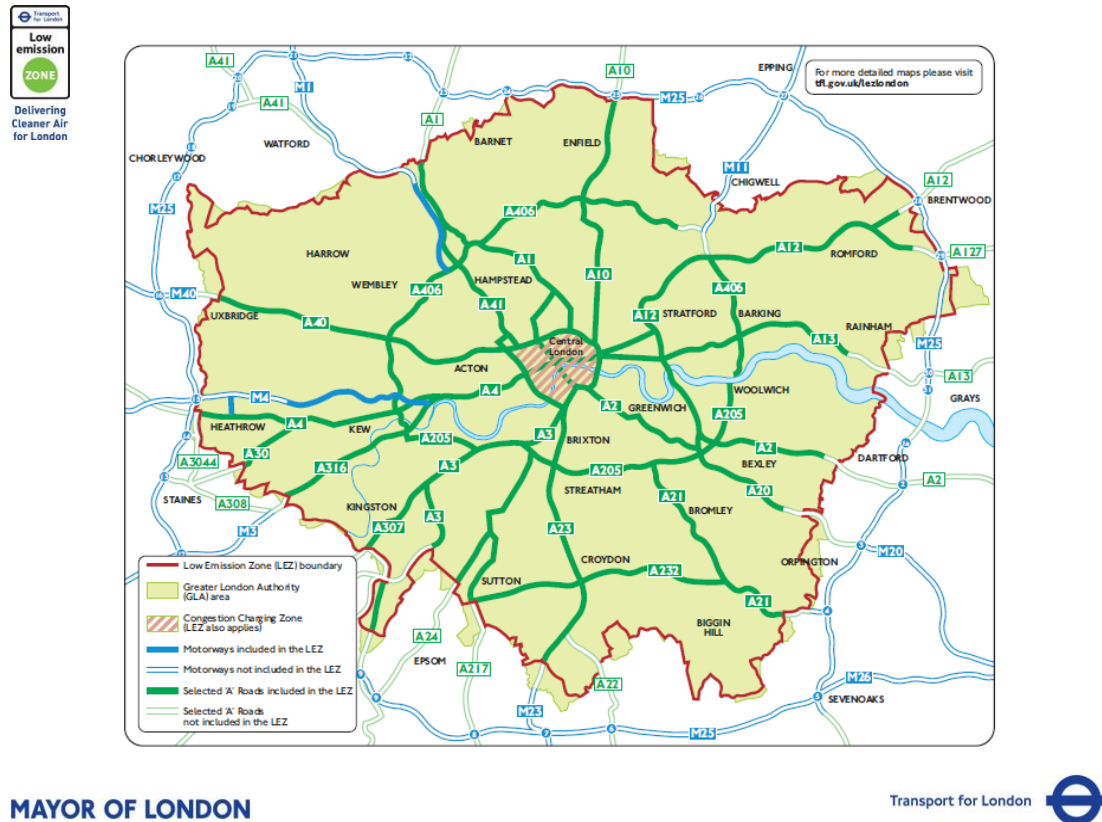 Transport
for London
Low
emission
ZONE
Delivering
Cleaner Air
for London
For more detailed maps please visit
tfl.gov.uk/lezlondon
A41
A10
EPPING
M1
M25
A41
A1
BARNET
ENFIELD
WATFORD
CHORLEYWOOD
M11
CHIGWELL
A12
BRENTWOOD
M25
A406
A12
ROMFORD
A127
HARROW
A1
A10
HAMPSTEAD
WEMBLEY
A406
A406
M40
A41
UXBRIDGE
A40
A12
STRATFORD
BARKING
RAINHAM
Central
London
A13
M25
ACTON
A13
A4
WOOLWICH
GRAYS
M4
A2
GREENWICH
A205
HEATHROW
A4
KEW
A205
A3
BRIXTON
A2
A30
DARTFORD
A3044
A316
A3
A205
BEXLEY
A2
STAINES
A308
STREATHAM
A21
A20
KINGSTON
BROMLEY
A307
A3
A23
M3
M20
CROYDON
ORPINGTON
SUTTON
A232
A21
BIGGIN
HILL
A24
EPSOM
A217
A22
M26
M23
SEVENOAKS
M25
Low Emission Zone (LEZ) boundary
Greater London Authority
(GLA) area
Congestion Charging Zone
(LEZ also applies)
Motorways included in the LEZ
Motorways not included in the LEZ
Selected 'A' Roads included in the LEZ
Selected 'A' Roads
not included in the LEZ
MAYOR OF LONDON
Transport for London